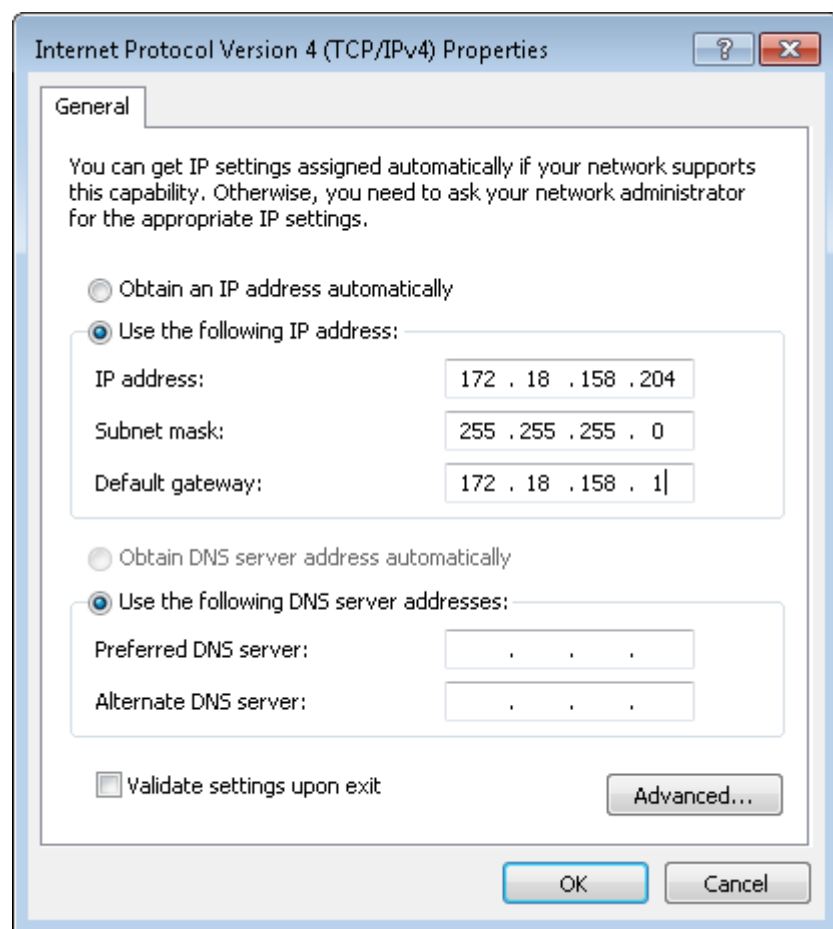 Internet Protocol Version 4 (TCP/IPv4) Properties
?
General
You can get IP settings assigned automatically if your network supports
this capability. Otherwise, you need to ask your network administrator
for the appropriate IP settings.
Obtain an IP address automatically
Use the following IP address:
IP address: 172 . 18 . 158 . 204
Subnet mask: 255 . 255 . 255 . 0
Default gateway: 172 . 18 . 158 . 1
Obtain DNS server address automatically
Use the following DNS server addresses:
Preferred DNS server: . . .
Alternate DNS server: . . .
Validate settings upon exit
Advanced...
OK Cancel